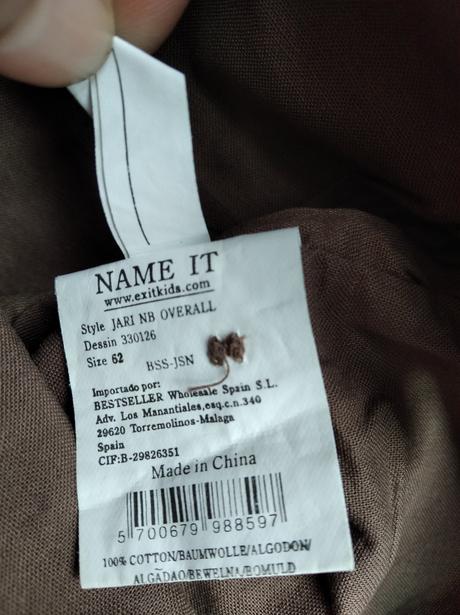 NAME IT
www.exitkids.com
Style JARI NB OVERALL
Dessin 330126
Size 62
BSS-JSN
Importado por:
BESTSELLER Wholesale Spain S.L.
Adv. Los Manantiales,esq.c.n.340
29620 Torremolinos-Malaga
Spain
CIF:B-29826351
Made in China
5 700679 988597
100% COTTON/BAUMWOLLE/ALGODON/
ALGADAO/BEWELNA/BOMULD